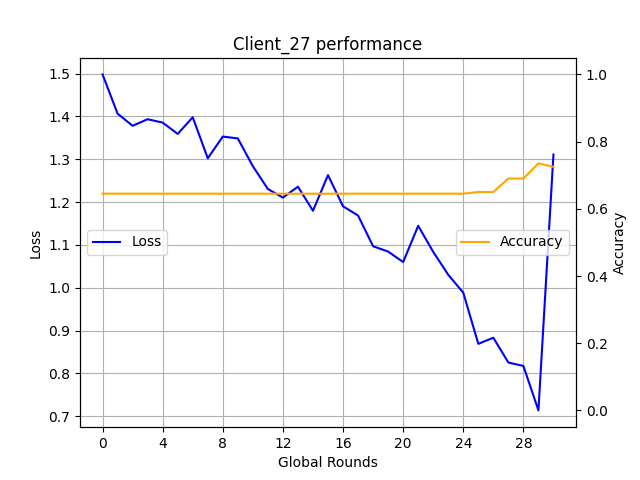 Client_27 performance
Loss
1.5
1.4
1.3
1.2
1.1
1.0
0.9
0.8
0.7
Loss
Accuracy
1.0
0.8
0.6
0.4
0.2
0.0
Accuracy
0 4 8 12 16 20 24 28
Global Rounds